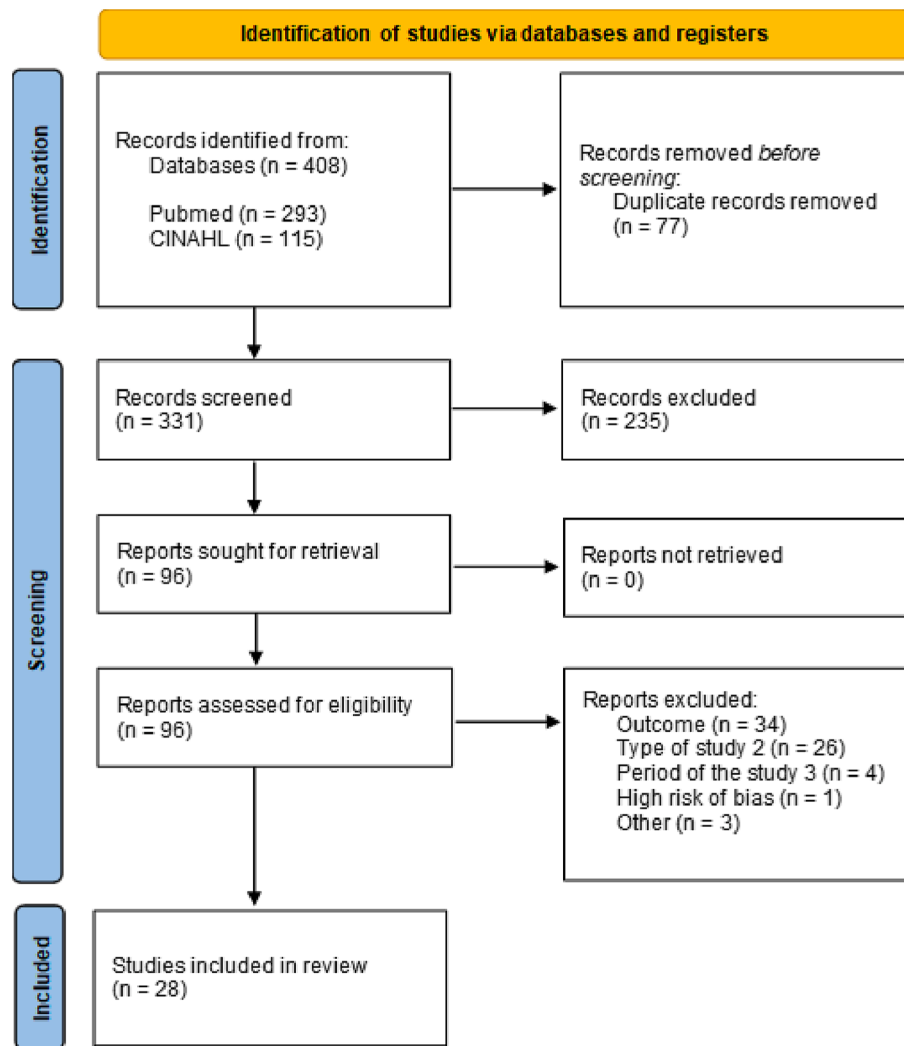 Identification of studies via databases and registers
Identification
Records identified from:
Databases (n = 408)
Pubmed (n = 293)
CINAHL (n = 115)
Records removed before
screening:
Duplicate records removed
(n = 77)
Screening
Records screened
(n = 331)
Records excluded
(n = 235)
Reports sought for retrieval
(n = 96)
Reports not retrieved
(n = 0)
Reports assessed for eligibility
(n = 96)
Reports excluded:
Outcome (n = 34)
Type of study 2 (n = 26)
Period of the study 3 (n = 4)
High risk of bias (n = 1)
Other (n = 3)
Included
Studies included in review
(n = 28)